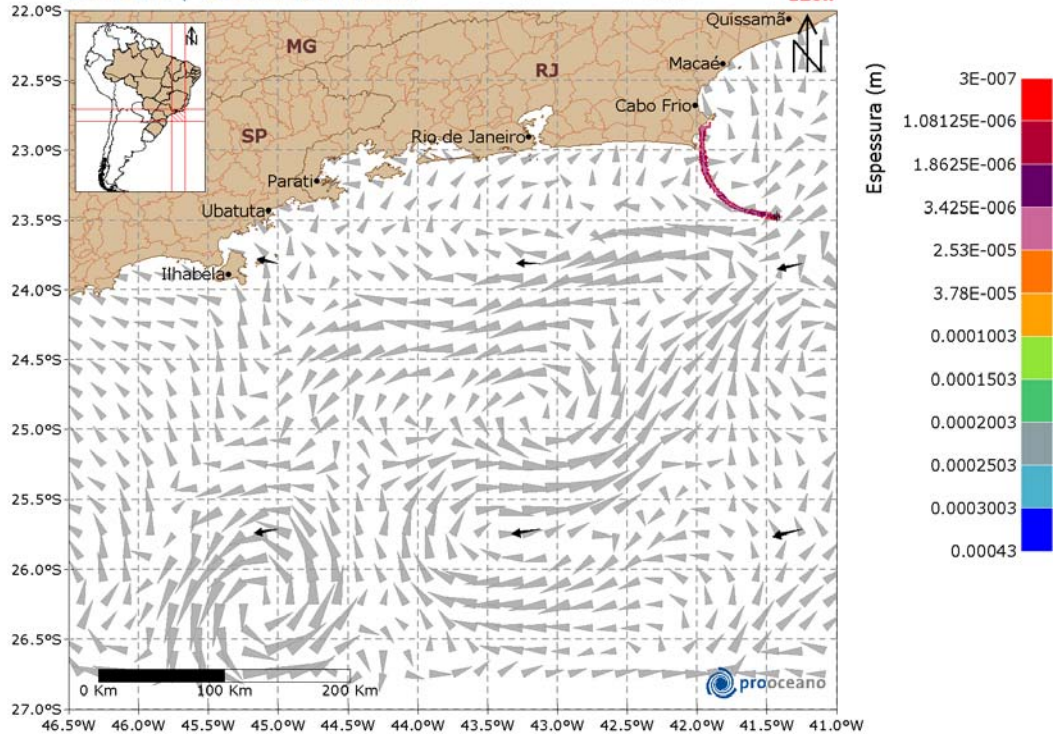 22.0°S
22.5°S
23.0°S
23.5°S
24.0°S
24.5°S
25.0°S
25.5°S
26.0°S
26.5°S
27.0°S
46.5°W
46.0°W
45.5°W
45.0°W
44.5°W
44.0°W
43.5°W
43.0°W
42.5°W
42.0°W
41.5°W
41.0°W
N
MG
RJ
SP
Quissamã
Macaé
Cabo Frio
Rio de Janeiro
Parati
Ubatuta
Ilhabela
0 Km 100 Km 200 Km
prooceano
Espessura (m)
3E-007
1.08125E-006
1.8625E-006
3.425E-006
2.53E-005
3.78E-005
0.0001003
0.0001503
0.0002003
0.0002503
0.0003003
0.00043